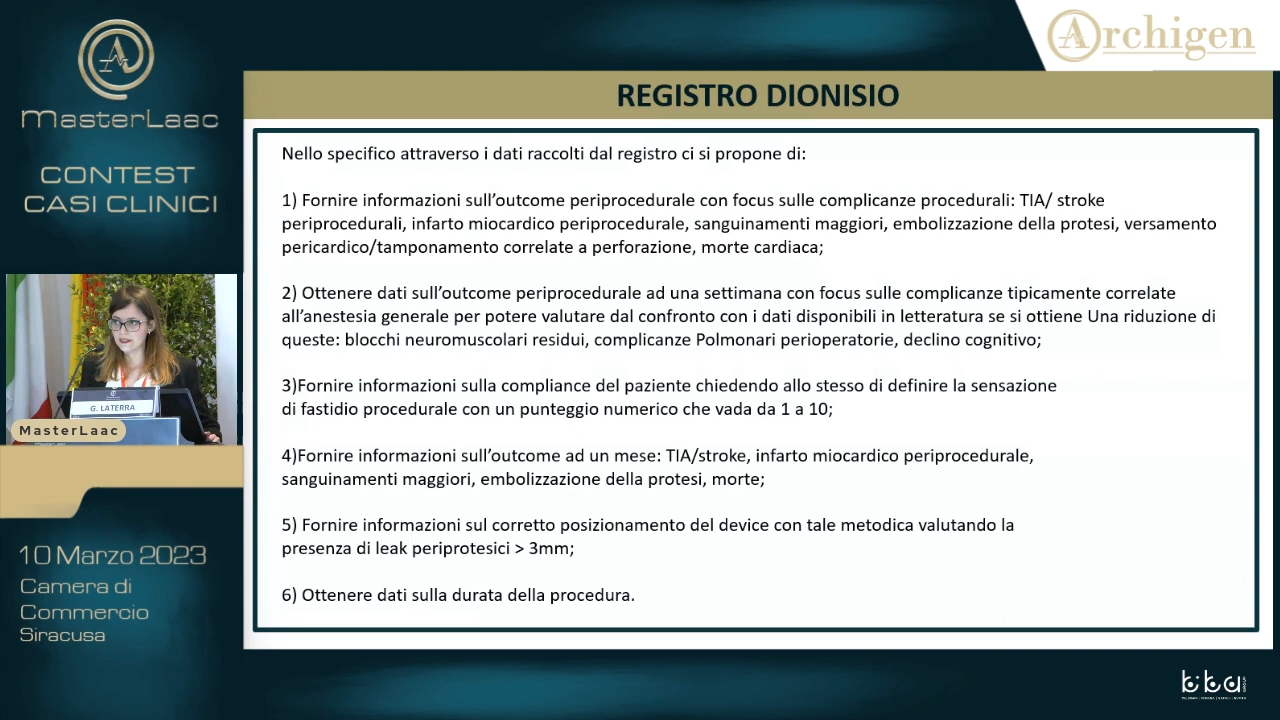 Archigen
MasterLaac
CONTEST
CASI CLINICI
REGISTRO DIONISIO
Nello specifico attraverso i dati raccolti dal registro ci si propone di:
1) Fornire informazioni sull’outcome periprocedurale con focus sulle complicanze procedurali: TIA/ stroke
periprocedurali, infarto miocardico periprocedurale, sanguinamenti maggiori, embolizzazione della protesi, versamento
pericardico/tamponamento correlate a perforazione, morte cardiaca;
2) Ottenere dati sull’outcome periprocedurale ad una settimana con focus sulle complicanze tipicamente correlate
all’anestesia generale per potere valutare dal confronto con i dati disponibili in letteratura se si ottiene Una riduzione di
queste: blocchi neuromuscolari residui, complicanze Polmonari perioperatorie, declino cognitivo;
3)Fornire informazioni sulla compliance del paziente chiedendo allo stesso di definire la sensazione
di fastidio procedurale con un punteggio numerico che vada da 1 a 10;
4)Fornire informazioni sull’outcome ad un mese: TIA/stroke, infarto miocardico periprocedurale,
sanguinamenti maggiori, embolizzazione della protesi, morte;
5) Fornire informazioni sul corretto posizionamento del device con tale metodica valutando la
presenza di leak periprotesici > 3mm;
6) Ottenere dati sulla durata della procedura.
G. LATERRA
MasterLaac
10 Marzo 2023
Camera di
Commercio
Siracusa
bba
GROUP